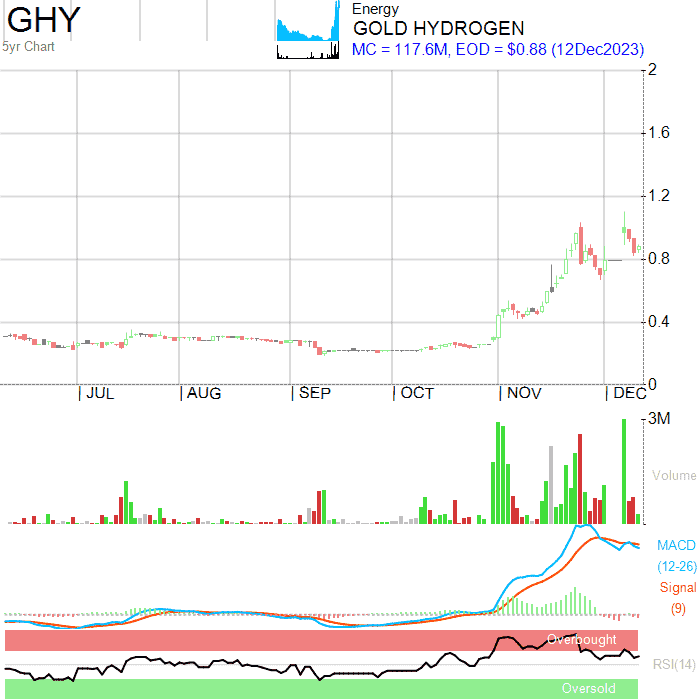 GHY
5yr Chart
Energy
GOLD HYDROGEN
MC = 117.6M, EOD = $0.88 (12Dec2023)
2
1.6
1.2
0.8
0.4
0
JUL AUG SEP OCT NOV DEC
3M
Volume
MACD
(12-26)
Signal
(9)
Overbought
RSI(14)
Oversold